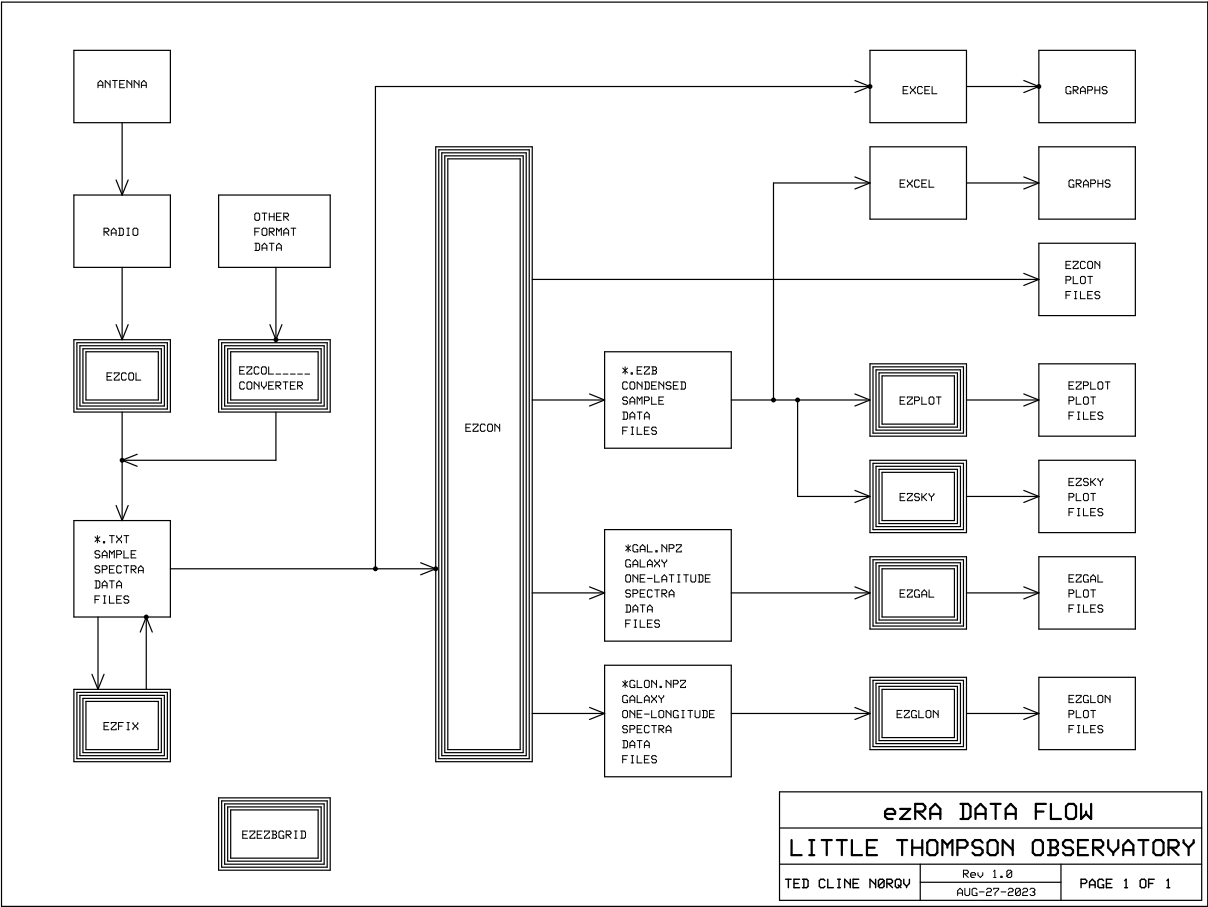 ANTENNA
EXCEL
GRAPHS
RADIO
OTHER
FORMAT
DATA
EXCEL
GRAPHS
EZCON
PLOT
FILES
EZCOL
EZCOL_____
CONVERTER
EZCON
*.EZB
CONDENSED
SAMPLE
DATA
FILES
EZPLOT
EZPLOT
PLOT
FILES
EZSKY
EZSKY
PLOT
FILES
*.TXT
SAMPLE
SPECTRA
DATA
FILES
*GAL.NPZ
GALAXY
ONE-LATITUDE
SPECTRA
DATA
FILES
EZGAL
EZGAL
PLOT
FILES
EZFIX
*GLON.NPZ
GALAXY
ONE-LONGITUDE
SPECTRA
DATA
FILES
EZGLON
EZGLON
PLOT
FILES
EZEZBGRID
ezRA DATA FLOW
LITTLE THOMPSON OBSERVATORY
TED CLINE NØRQV
Rev 1.0
AUG-27-2023
PAGE 1 OF 1